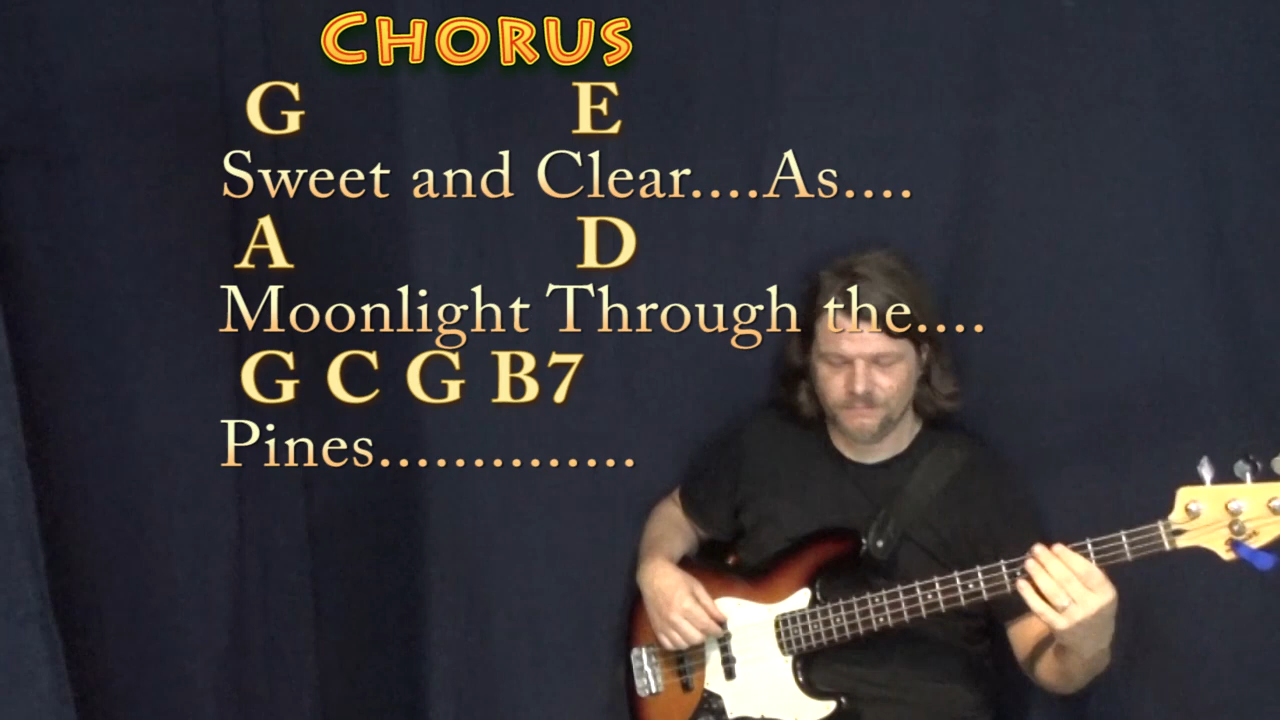 CHORUS
G E
Sweet and Clear....As....
A D
Moonlight Through the....
G C G B7
Pines..............